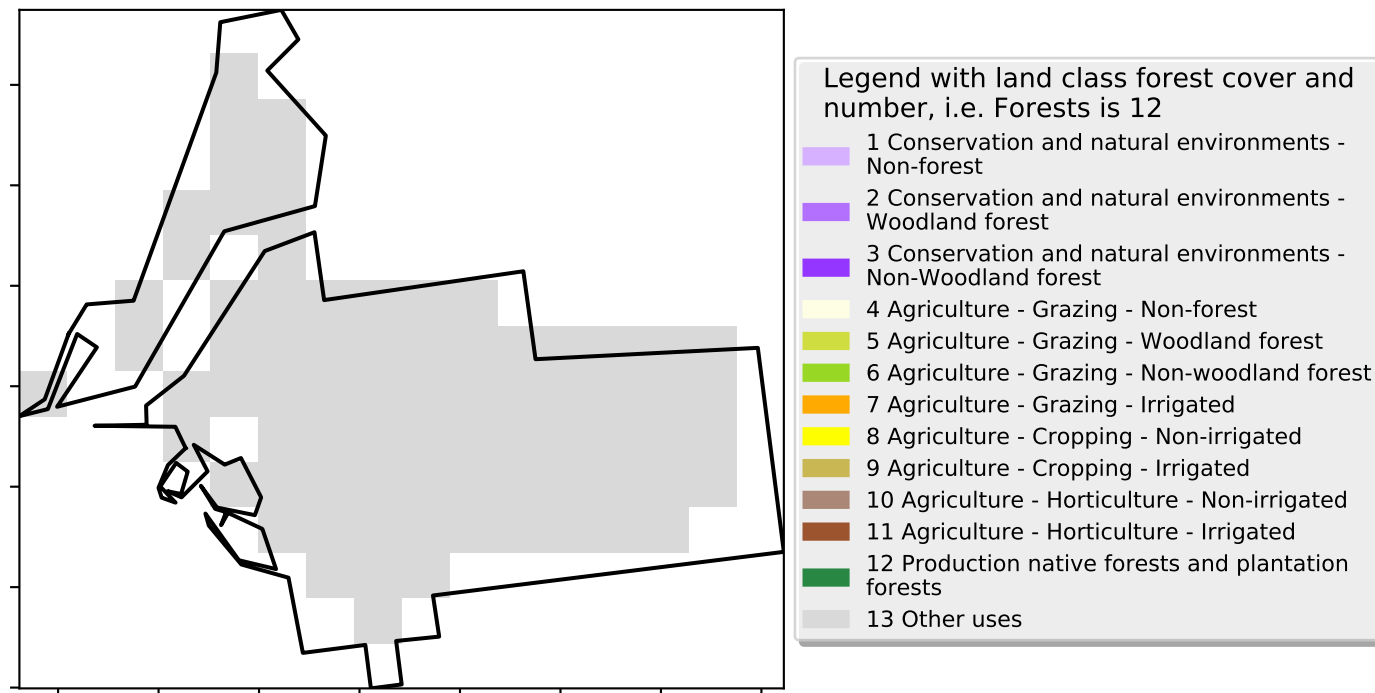 Legend with land class forest cover and
number, i.e. Forests is 12
1 Conservation and natural environments -
Non-forest
2 Conservation and natural environments -
Woodland forest
3 Conservation and natural environments -
Non-Woodland forest
4 Agriculture - Grazing - Non-forest
5 Agriculture - Grazing - Woodland forest
6 Agriculture - Grazing - Non-woodland forest
7 Agriculture - Grazing - Irrigated
8 Agriculture - Cropping - Non-irrigated
9 Agriculture - Cropping - Irrigated
10 Agriculture - Horticulture - Non-irrigated
11 Agriculture - Horticulture - Irrigated
12 Production native forests and plantation
forests
13 Other uses